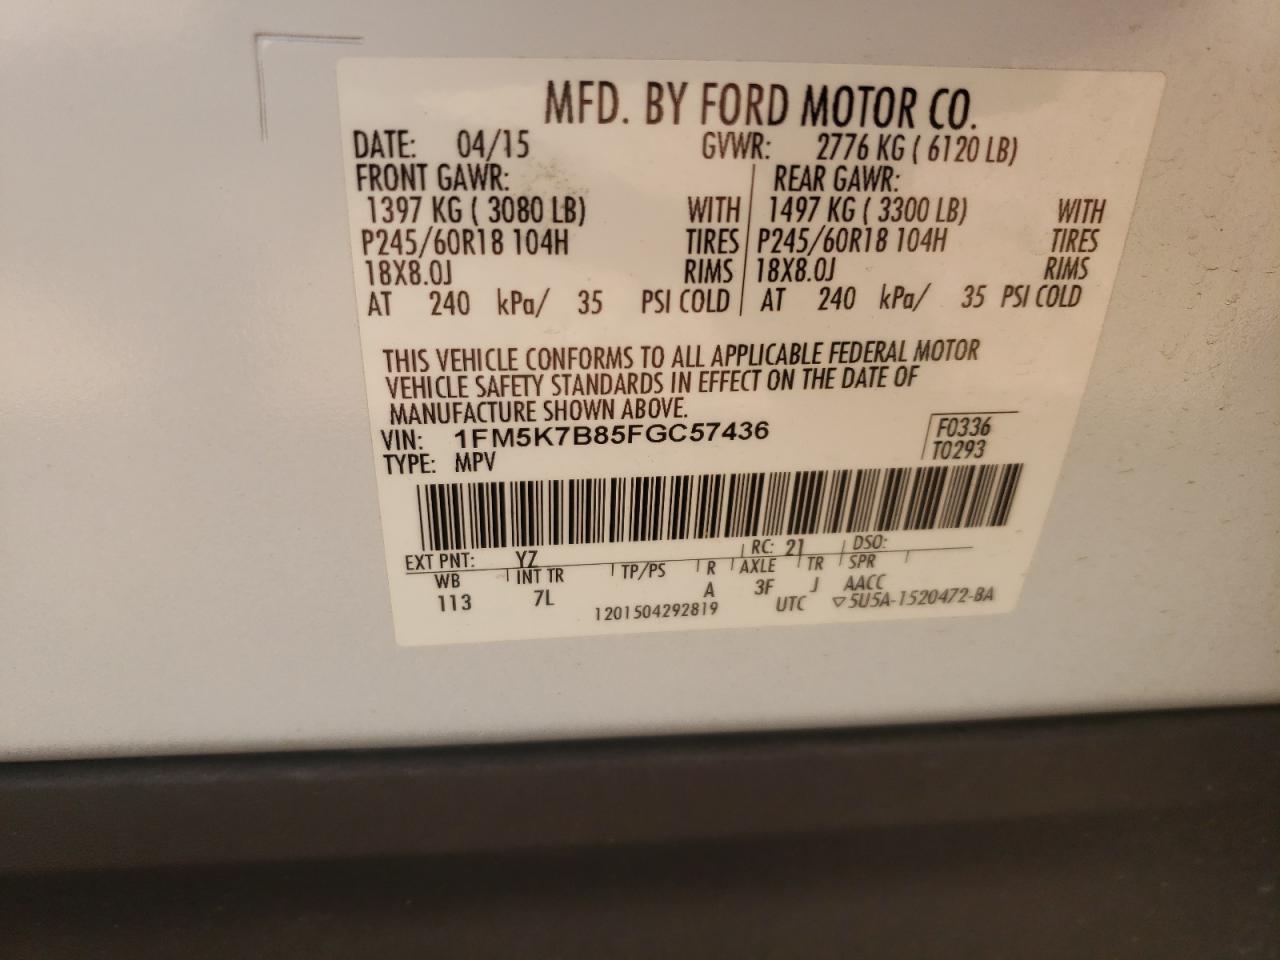 MFD. BY FORD MOTOR CO.
DATE: 04/15 GVWR: 2776 KG ( 6120 LB)
FRONT GAWR: REAR GAWR:
1397 KG ( 3080 LB) WITH 1497 KG ( 3300 LB) WITH
P245/60R18 104H TIRES P245/60R18 104H TIRES
18X8.0J RIMS 18X8.0J RIMS
AT 240 kPa/ 35 PSI COLD AT 240 kPa/ 35 PSI COLD
THIS VEHICLE CONFORMS TO ALL APPLICABLE FEDERAL MOTOR
VEHICLE SAFETY STANDARDS IN EFFECT ON THE DATE OF
MANUFACTURE SHOWN ABOVE.
VIN: 1FM5K7B85FGC57436 F0336
TYPE: MPV T0293
EXT PNT: YZ RC: 21 DSO:
WB INT TR TP/PS R AXLE TR SPR
113 7L A 3F J AACC
1201504292819 UTC ▽5U5A-1520472-BA